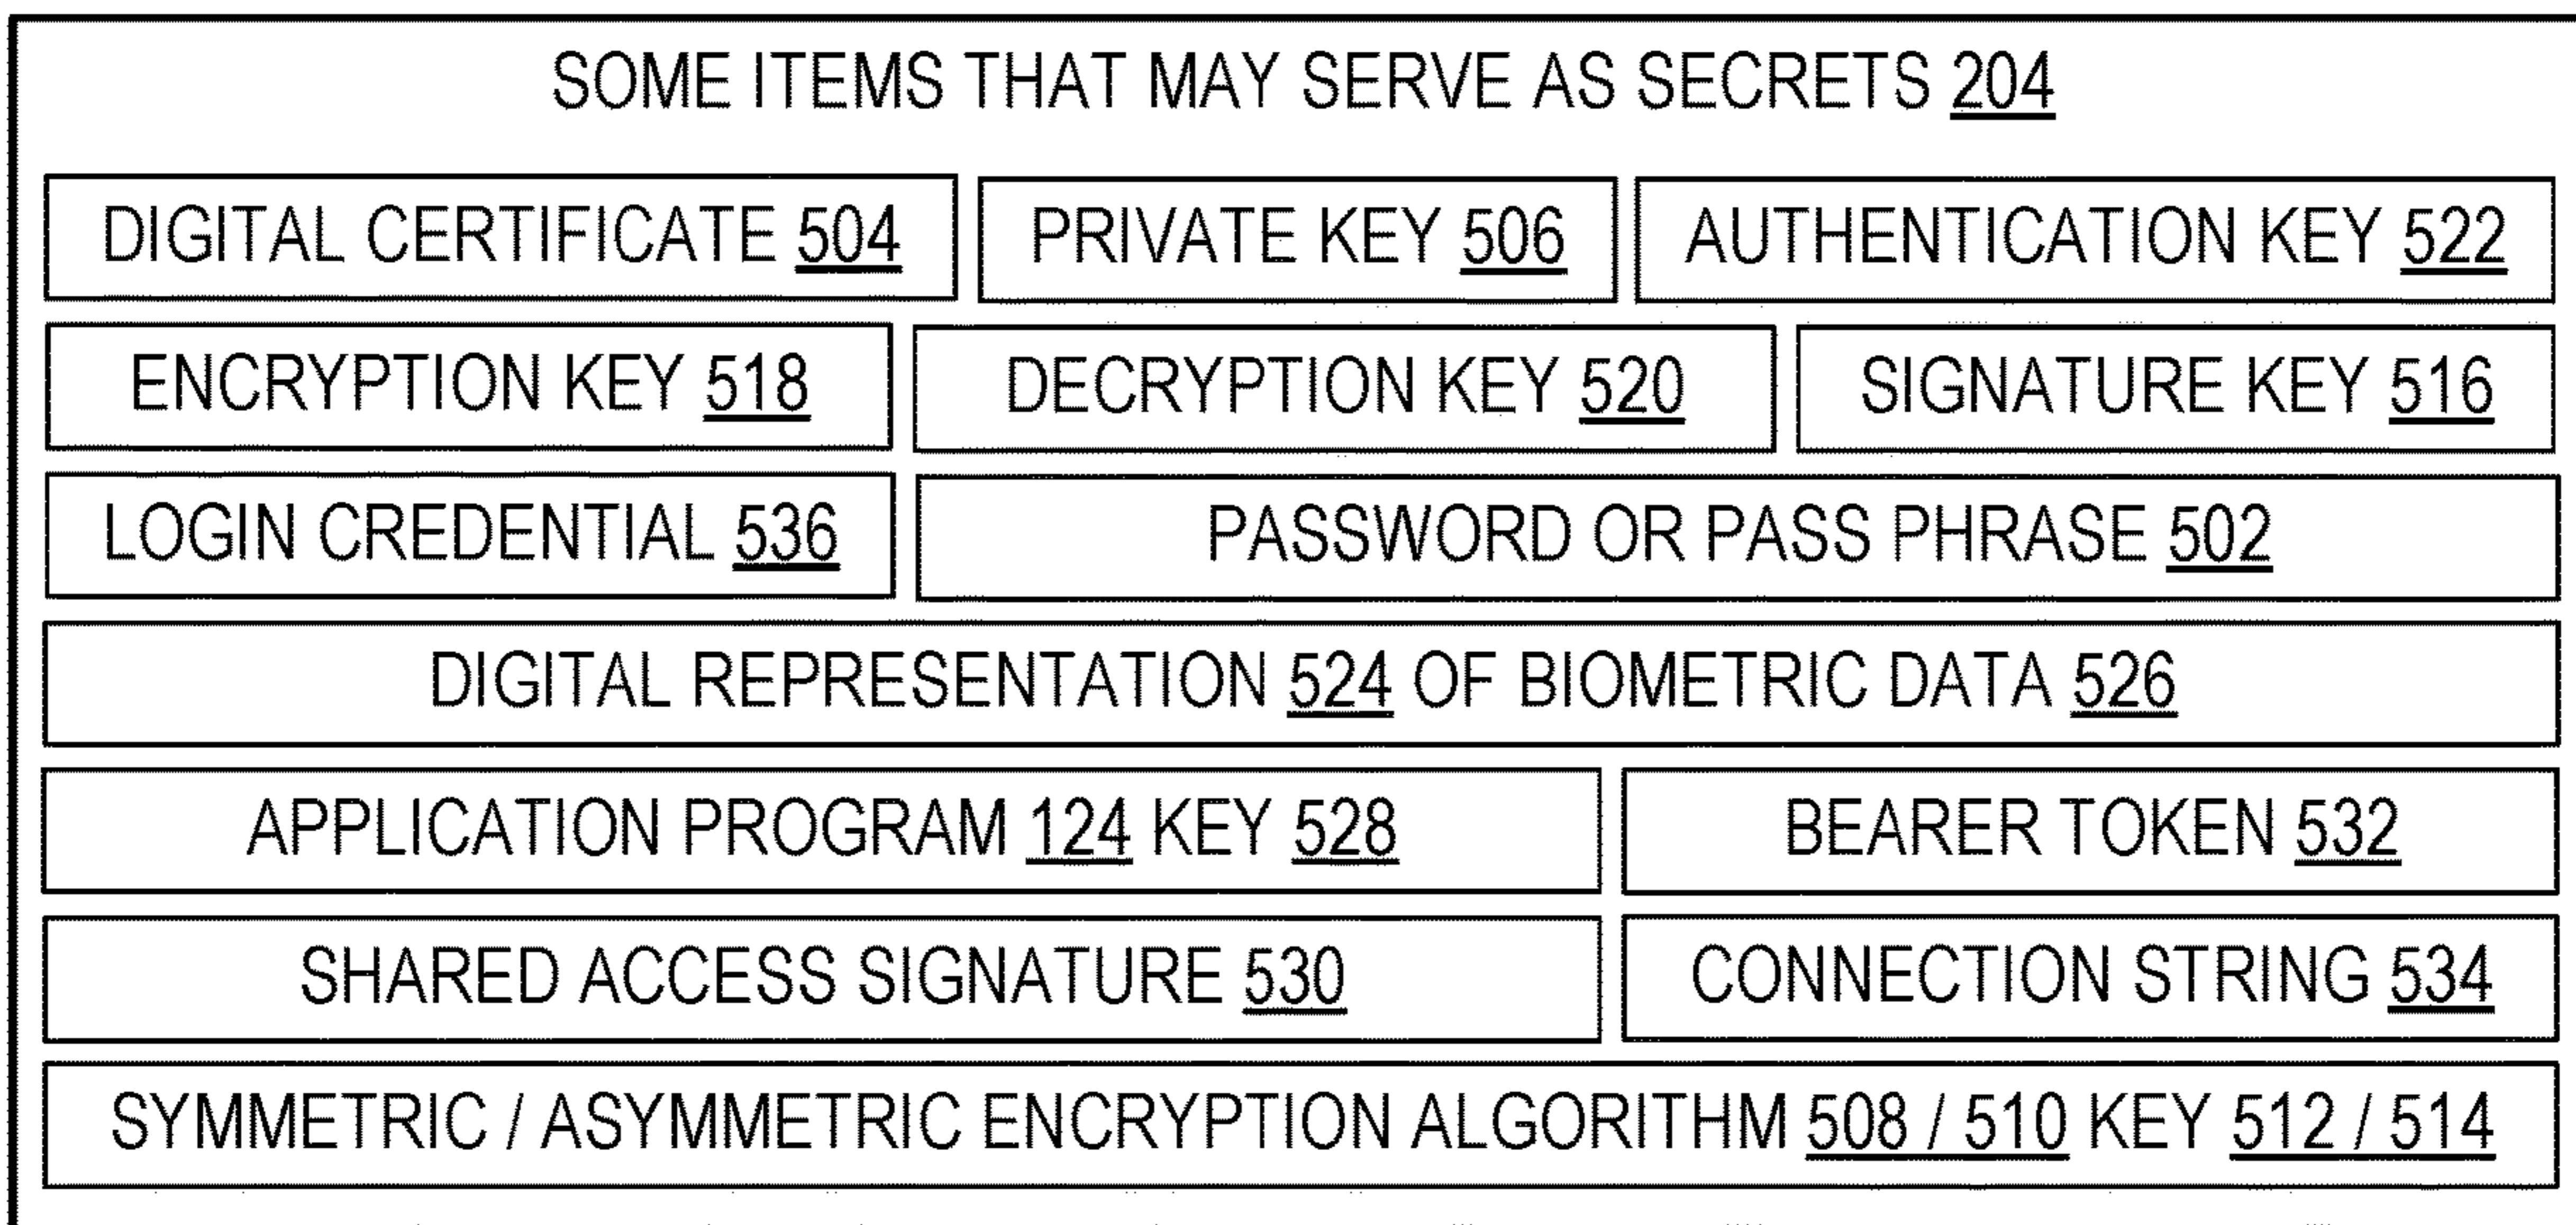 SOME ITEMS THAT MAY SERVE AS SECRETS 204
DIGITAL CERTIFICATE 504
PRIVATE KEY 506
AUTHENTICATION KEY 522
ENCRYPTION KEY 518
DECRYPTION KEY 520
SIGNATURE KEY 516
LOGIN CREDENTIAL 536
PASSWORD OR PASS PHRASE 502
DIGITAL REPRESENTATION 524 OF BIOMETRIC DATA 526
APPLICATION PROGRAM 124 KEY 528
BEARER TOKEN 532
SHARED ACCESS SIGNATURE 530
CONNECTION STRING 534
SYMMETRIC / ASYMMETRIC ENCRYPTION ALGORITHM 508 / 510 KEY 512 / 514